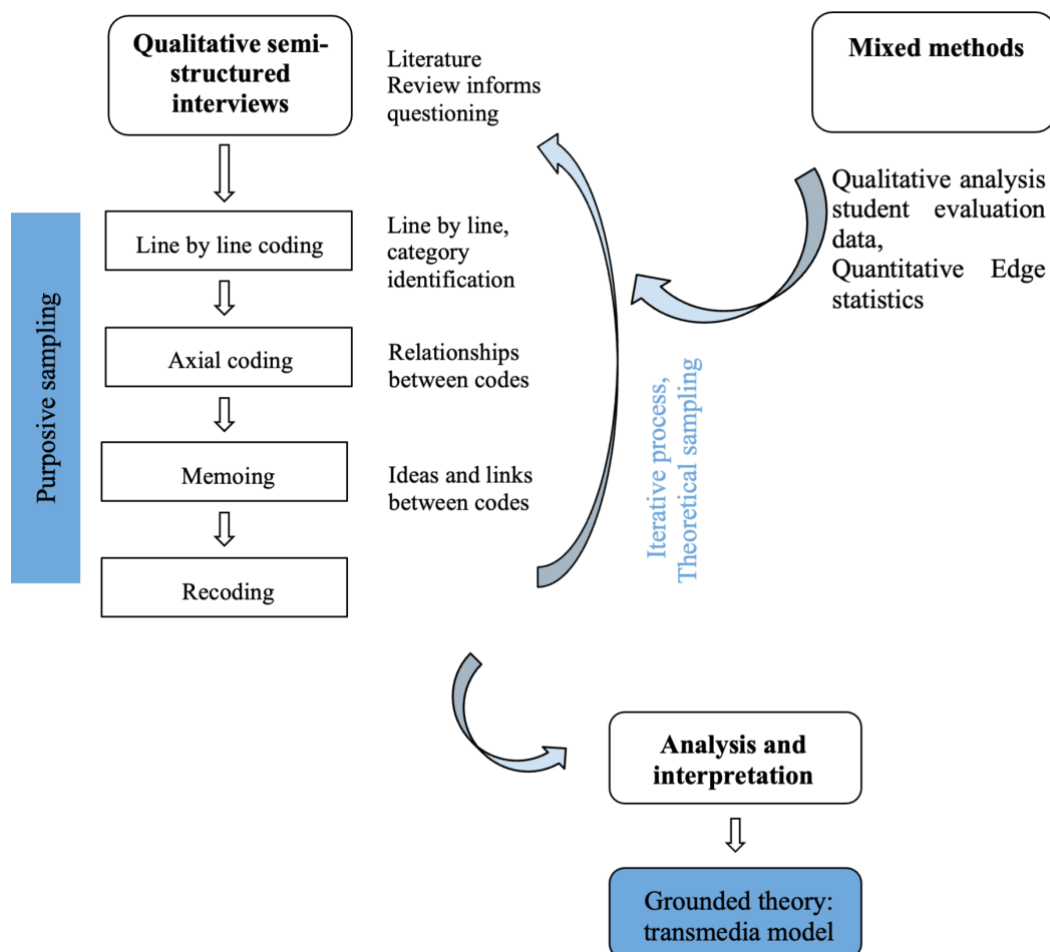 Qualitative semi-
structured
interviews
Literature
Review informs
questioning
Mixed methods
Qualitative analysis
student evaluation
data,
Quantitative Edge
statistics
Purposive sampling
Line by line coding
Line by line,
category
identification
Axial coding
Relationships
between codes
Memoing
Ideas and links
between codes
Recoding
Iterative process,
Theoretical sampling
Analysis and
interpretation
Grounded theory:
transmedia model